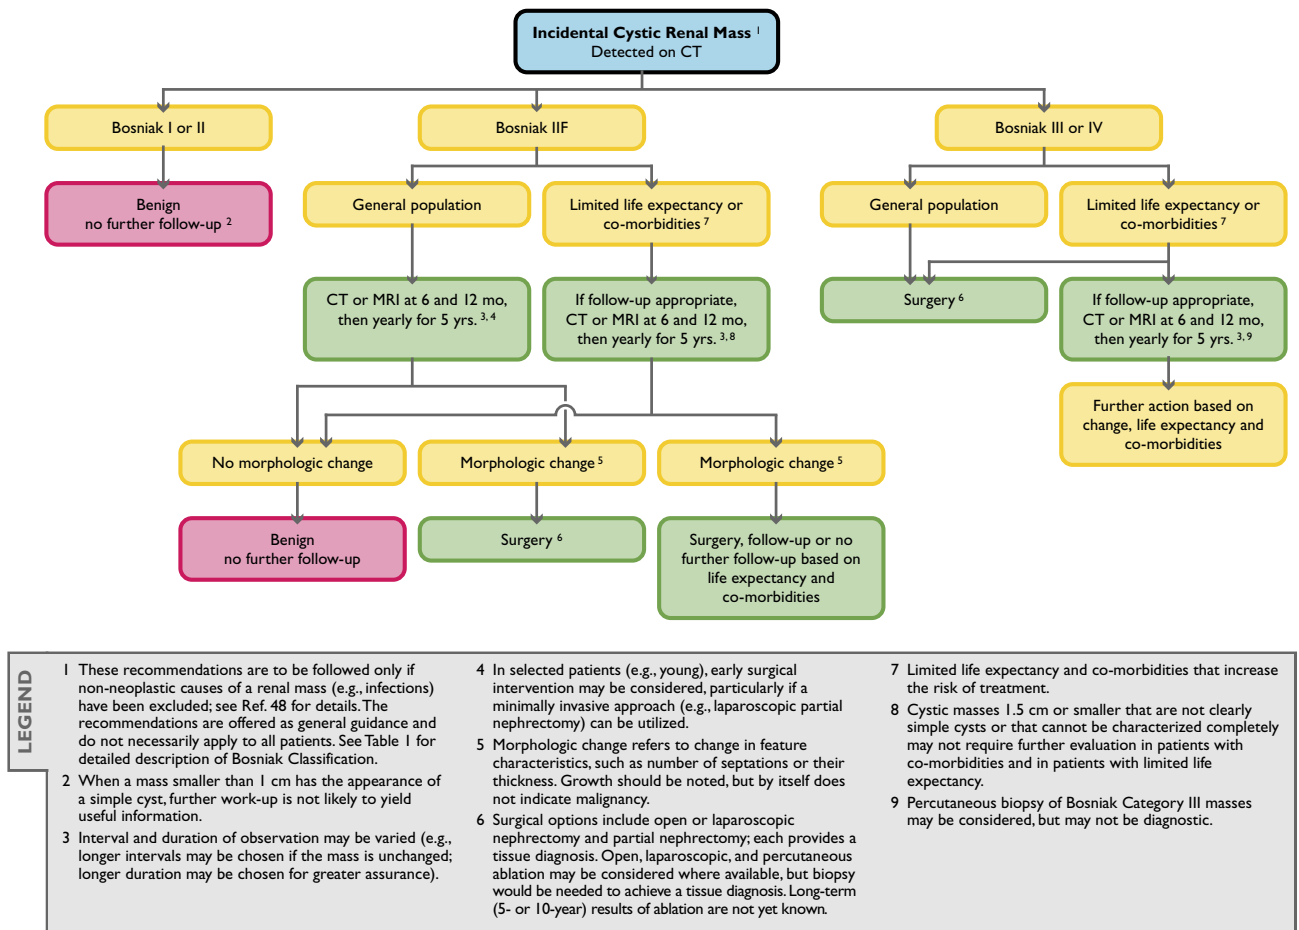 Incidental Cystic Renal Mass 1
Detected on CT
Bosniak I or II
Bosniak IIF
Bosniak III or IV
Benign
no further follow-up 2
General population
Limited life expectancy or
co-morbidities 7
General population
Limited life expectancy or
co-morbidities 7
CT or MRI at 6 and 12 mo,
then yearly for 5 yrs. 3, 4
If follow-up appropriate,
CT or MRI at 6 and 12 mo,
then yearly for 5 yrs. 3, 8
Surgery 6
If follow-up appropriate,
CT or MRI at 6 and 12 mo,
then yearly for 5 yrs. 3, 9
Further action based on
change, life expectancy and
co-morbidities
No morphologic change
Morphologic change 5
Morphologic change 5
Benign
no further follow-up
Surgery 6
Surgery, follow-up or no
further follow-up based on
life expectancy and
co-morbidities
LEGEND
1 These recommendations are to be followed only if
non-neoplastic causes of a renal mass (e.g., infections)
have been excluded; see Ref. 48 for details. The
recommendations are offered as general guidance and
do not necessarily apply to all patients. See Table 1 for
detailed description of Bosniak Classification.
2 When a mass smaller than 1 cm has the appearance of
a simple cyst, further work-up is not likely to yield
useful information.
3 Interval and duration of observation may be varied (e.g.,
longer intervals may be chosen if the mass is unchanged;
longer duration may be chosen for greater assurance).
4 In selected patients (e.g., young), early surgical
intervention may be considered, particularly if a
minimally invasive approach (e.g., laparoscopic partial
nephrectomy) can be utilized.
5 Morphologic change refers to change in feature
characteristics, such as number of septations or their
thickness. Growth should be noted, but by itself does
not indicate malignancy.
6 Surgical options include open or laparoscopic
nephrectomy and partial nephrectomy; each provides a
tissue diagnosis. Open, laparoscopic, and percutaneous
ablation may be considered where available, but biopsy
would be needed to achieve a tissue diagnosis. Long-term
(5- or 10-year) results of ablation are not yet known.
7 Limited life expectancy and co-morbidities that increase
the risk of treatment.
8 Cystic masses 1.5 cm or smaller that are not clearly
simple cysts or that cannot be characterized completely
may not require further evaluation in patients with
co-morbidities and in patients with limited life
expectancy.
9 Percutaneous biopsy of Bosniak Category III masses
may be considered, but may not be diagnostic.